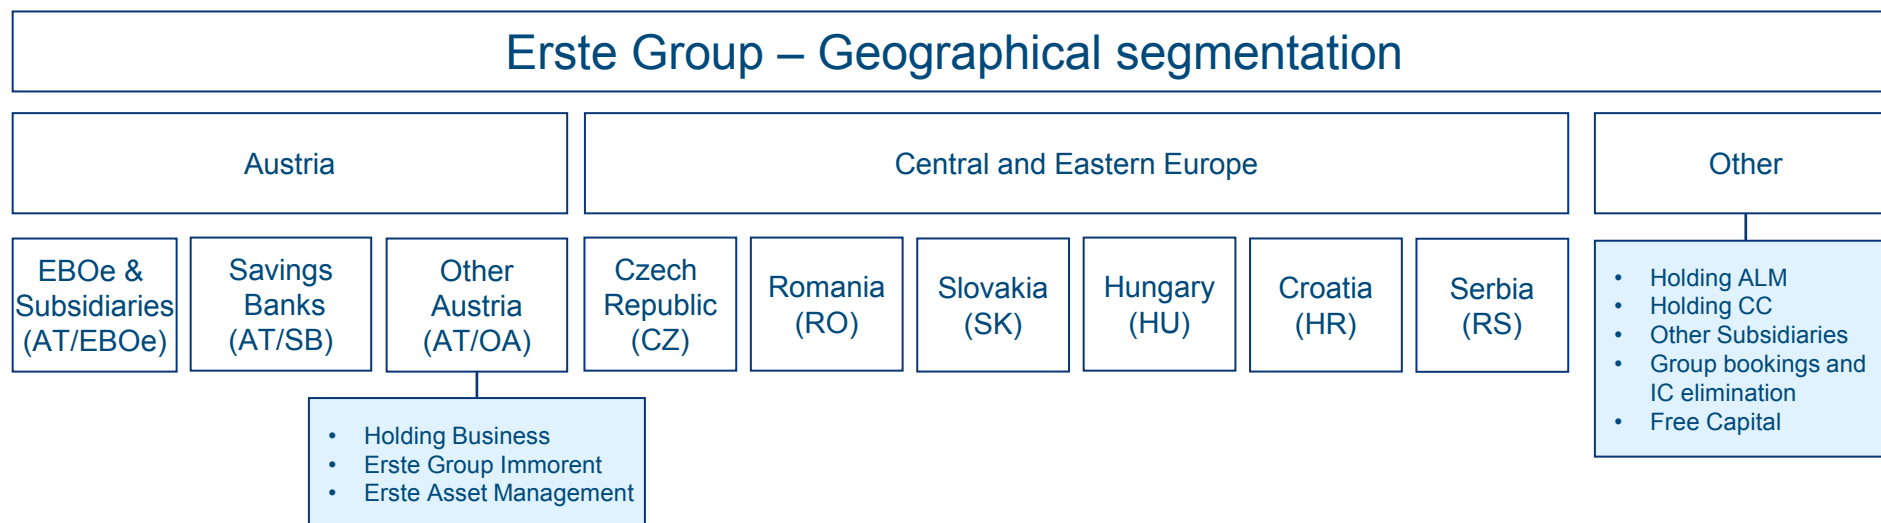 Erste Group – Geographical segmentation
Austria
Central and Eastern Europe
Other
EBOe &
Subsidiaries
(AT/EBOe)
Savings
Banks
(AT/SB)
Other
Austria
(AT/OA)
Czech
Republic
(CZ)
Romania
(RO)
Slovakia
(SK)
Hungary
(HU)
Croatia
(HR)
Serbia
(RS)
• Holding ALM
• Holding CC
• Other Subsidiaries
• Group bookings and
IC elimination
• Free Capital
• Holding Business
• Erste Group Immorent
• Erste Asset Management